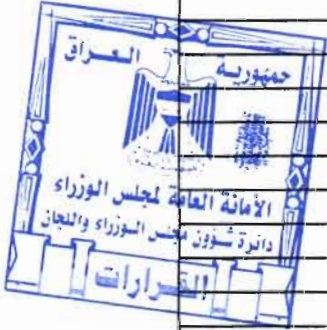 جمهورية العراق
الأمانة العامة لمجلس الوزراء
دائرة شؤون مجلس الوزراء واللجان
القرارات